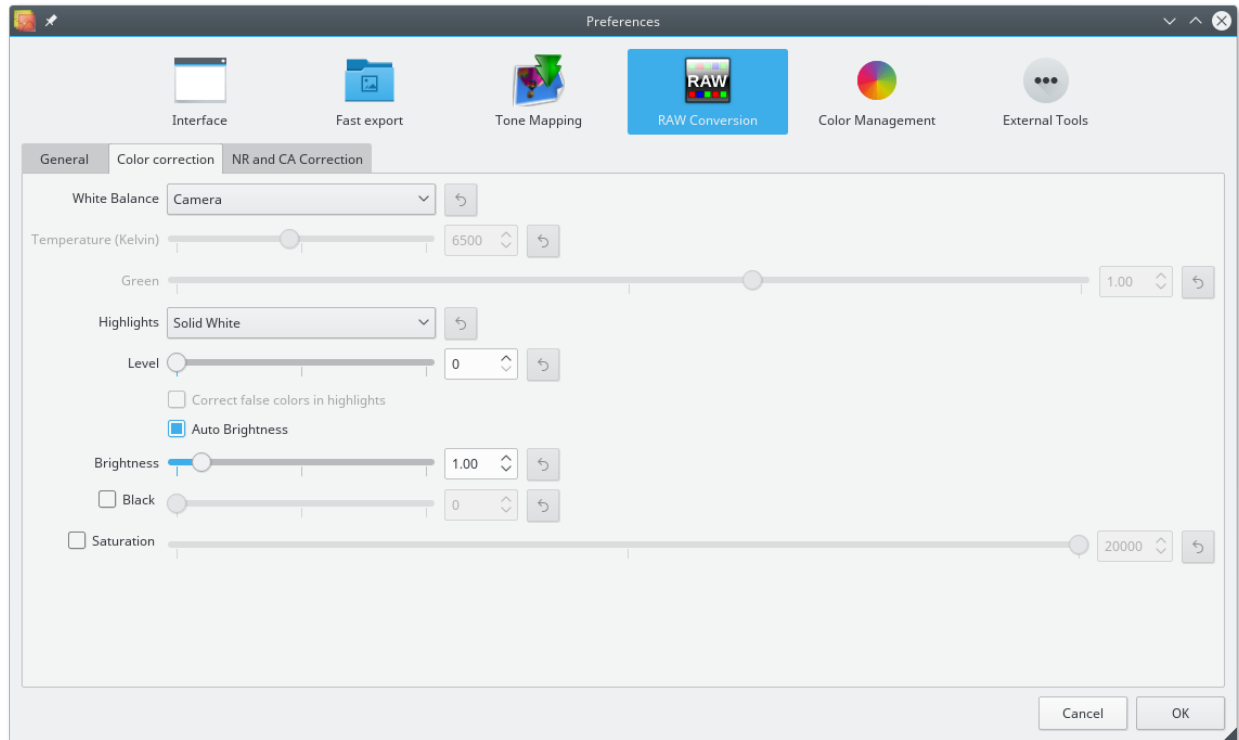 Preferences
RAW
Interface
Fast export
Tone Mapping
RAW Conversion
Color Management
External Tools
General
Color correction
NR and CA Correction
White Balance
Camera
Temperature (Kelvin)
6500
Green
1.00
Highlights
Solid White
Level
0
Correct false colors in highlights
Auto Brightness
Brightness
1.00
Black
0
Saturation
20000
Cancel
OK